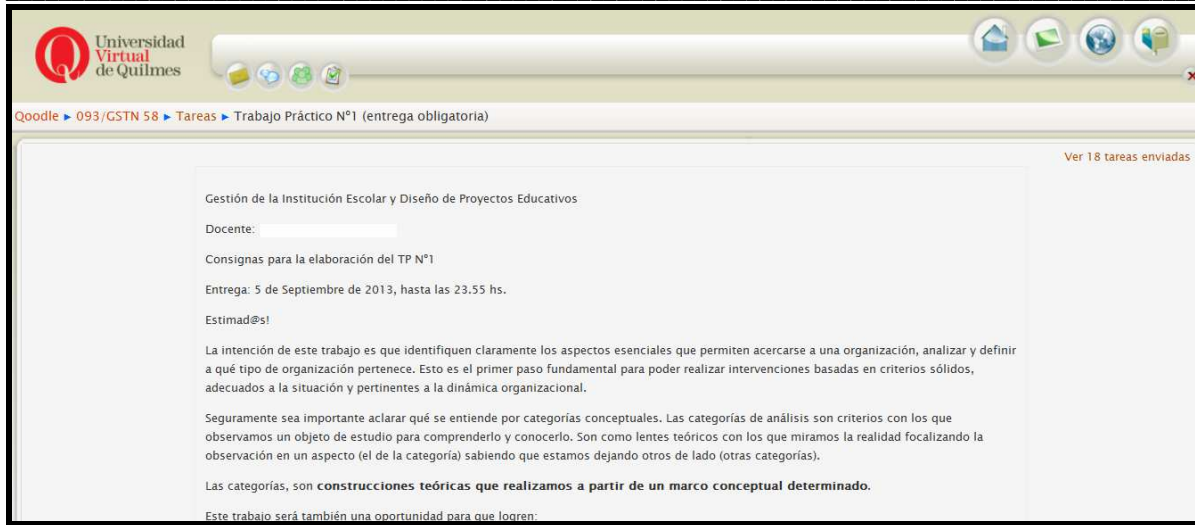 Universidad
Virtual
de Quilmes
Qoodle ► 093/GSTN 58 ► Tareas ► Trabajo Práctico N°1 (entrega obligatoria)
Ver 18 tareas enviadas
Gestión de la Institución Escolar y Diseño de Proyectos Educativos
Docente:
Consignas para la elaboración del TP N°1
Entrega: 5 de Septiembre de 2013, hasta las 23.55 hs.
Estimad@s!
La intención de este trabajo es que identifiquen claramente los aspectos esenciales que permiten acercarse a una organización, analizar y definir
a qué tipo de organización pertenece. Esto es el primer paso fundamental para poder realizar intervenciones basadas en criterios sólidos,
adecuados a la situación y pertinentes a la dinámica organizacional.
Seguramente sea importante aclarar qué se entiende por categorías conceptuales. Las categorías de análisis son criterios con los que
observamos un objeto de estudio para comprenderlo y conocerlo. Son como lentes teóricos con los que miramos la realidad focalizando la
observación en un aspecto (el de la categoría) sabiendo que estamos dejando otros de lado (otras categorías).
Las categorías, son construcciones teóricas que realizamos a partir de un marco conceptual determinado.
Este trabajo será también una oportunidad para que logren: